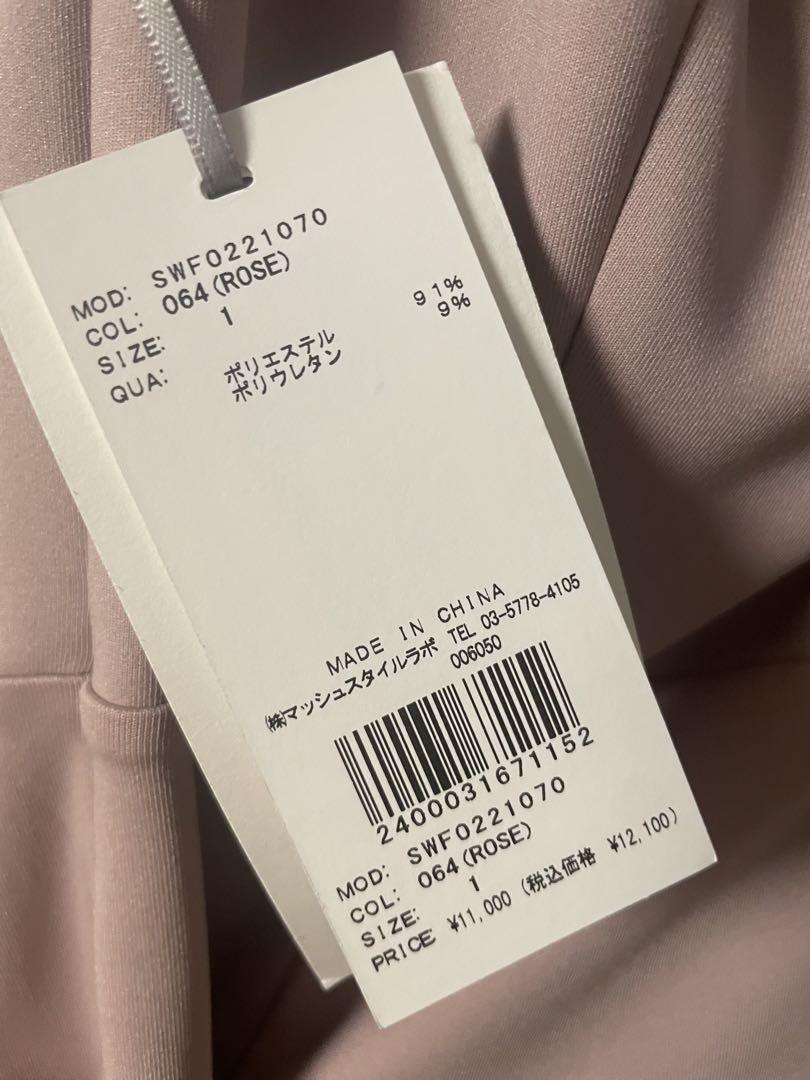 MOD: SWF0221070
COL: 064(ROSE)
SIZE: 1
QUA: ポリエステル 91%
ポリウレタン 9%
MADE IN CHINA
㈱マッシュスタイルラボ TEL 03-5778-4105
006050
2400031671152
MOD: SWF0221070
COL: 064(ROSE)
SIZE: 1
PRICE: ¥11,000 (税込価格 ¥12,100)